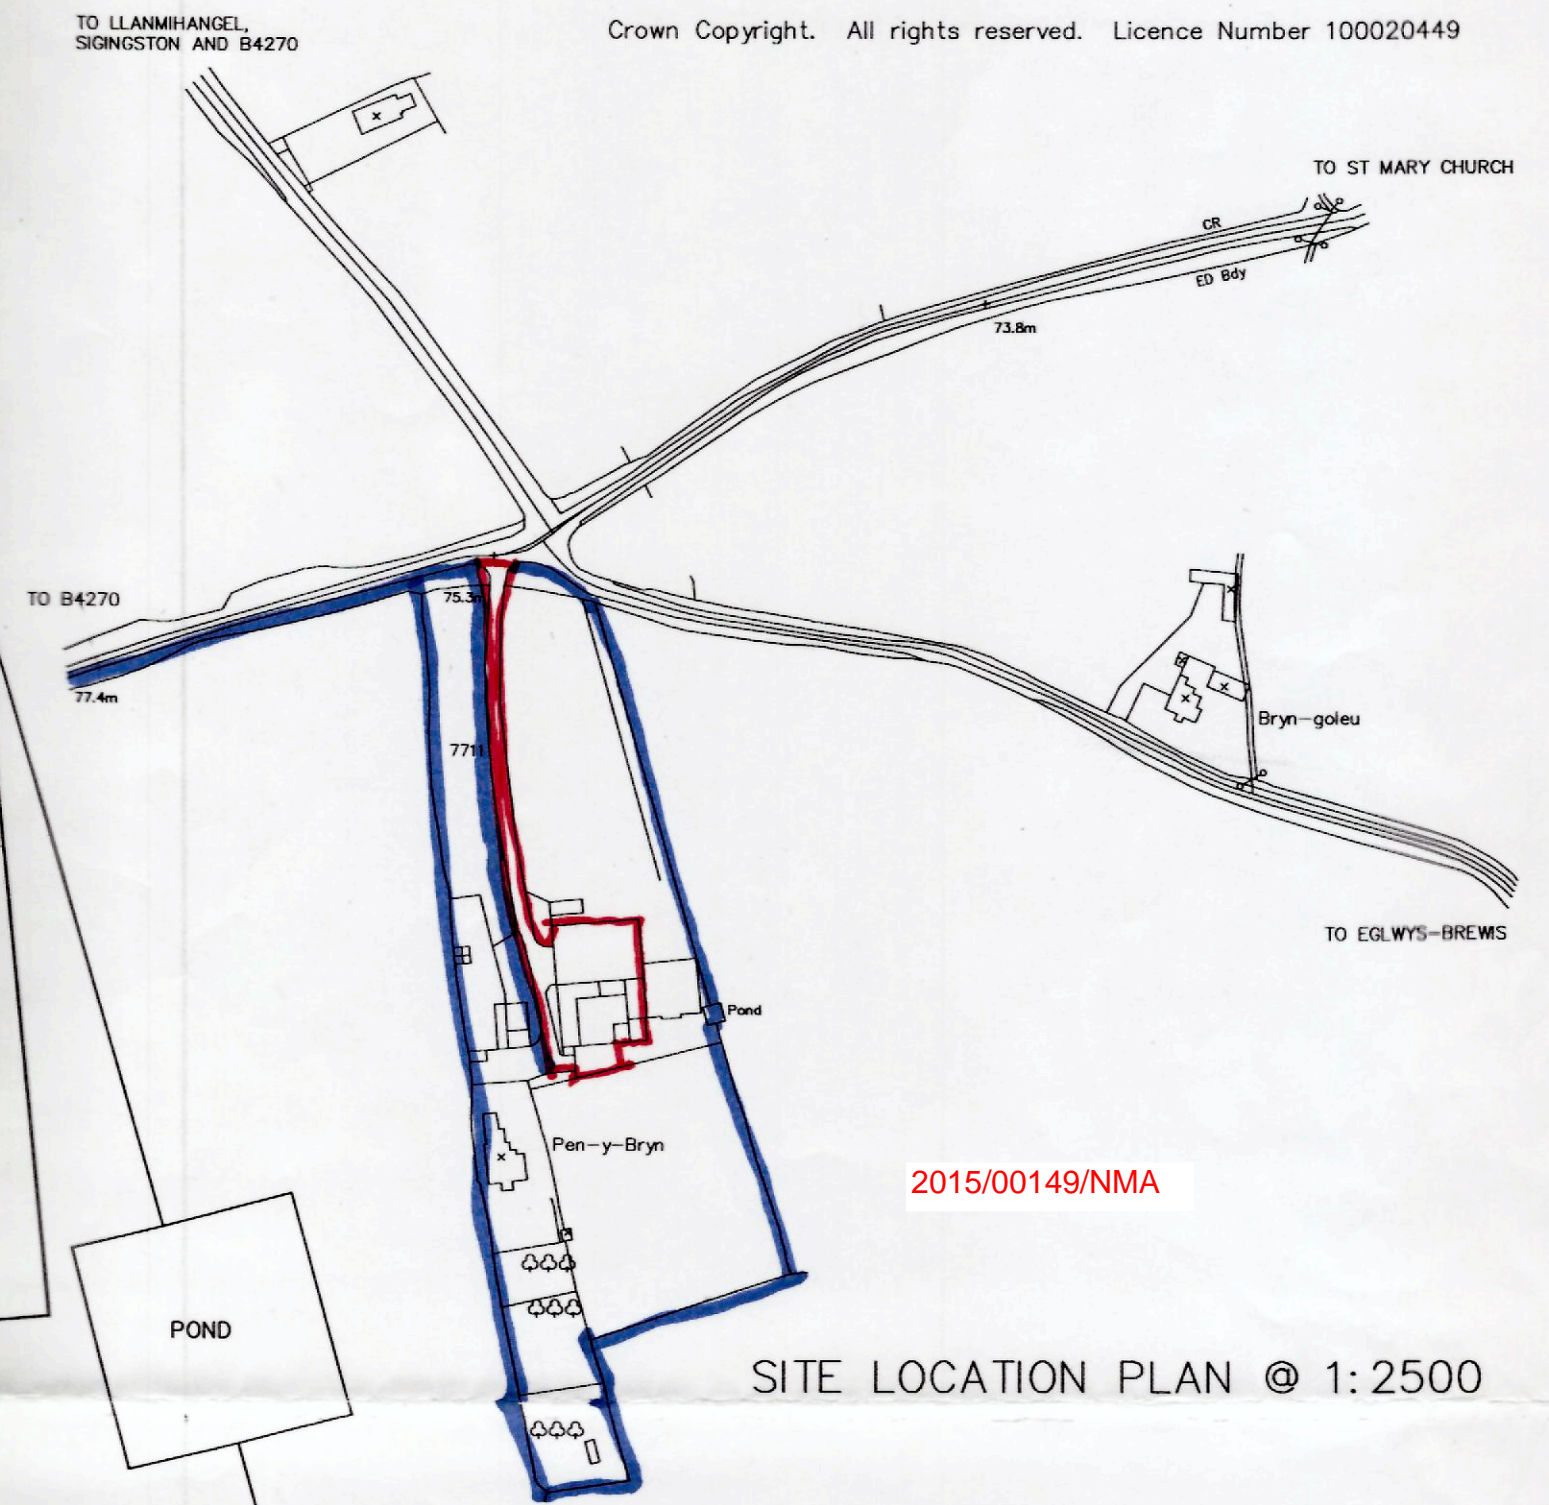 TO LLANMIHANGEL,
SIGINGSTON AND B4270
Crown Copyright. All rights reserved. Licence Number 100020449
TO ST MARY CHURCH
CR
ED Bdy
73.8m
TO B4270
75.3m
77.4m
7711
Bryn-goleu
TO EGLWYS-BREWIS
Pond
Pen-y-Bryn
2015/00149/NMA
POND
SITE LOCATION PLAN @ 1:2500